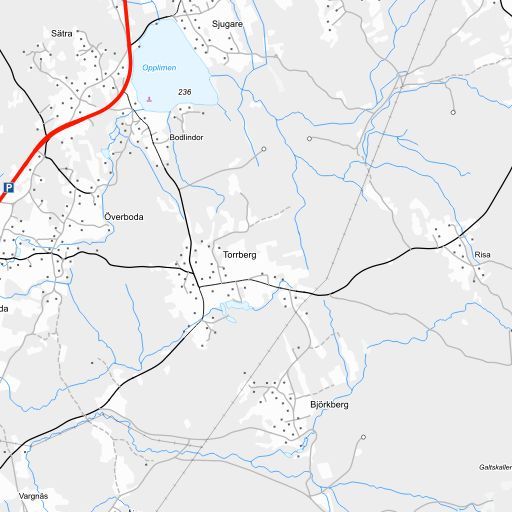 Sjugare
Sätra
Opplimen
236
Bodlindor
P
Överboda
Torrberg
Risa
da
Björkberg
Galtskallen
Vargnäs